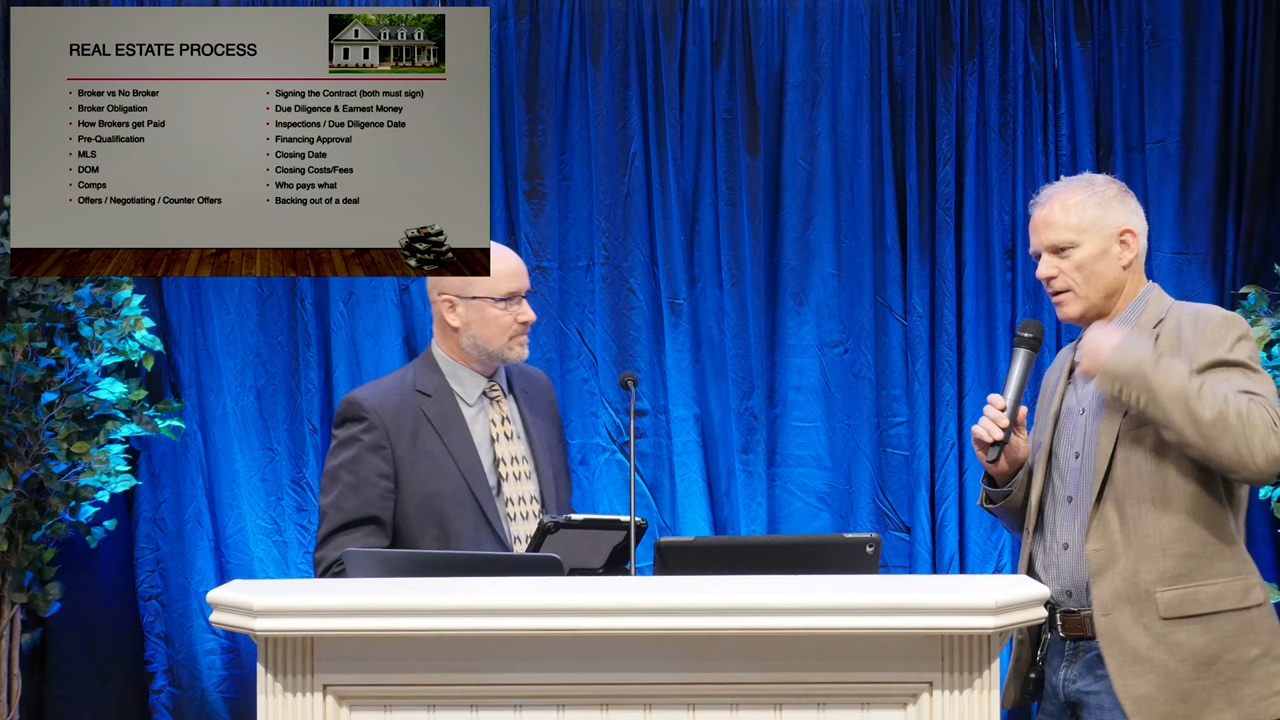 REAL ESTATE PROCESS
• Broker vs No Broker
• Broker Obligation
• How Brokers get Paid
• Pre-Qualification
• MLS
• DOM
• Comps
• Offers / Negotiating / Counter Offers
• Signing the Contract (both must sign)
• Due Diligence & Earnest Money
• Inspections / Due Diligence Date
• Financing Approval
• Closing Date
• Closing Costs/Fees
• Who pays what
• Backing out of a deal